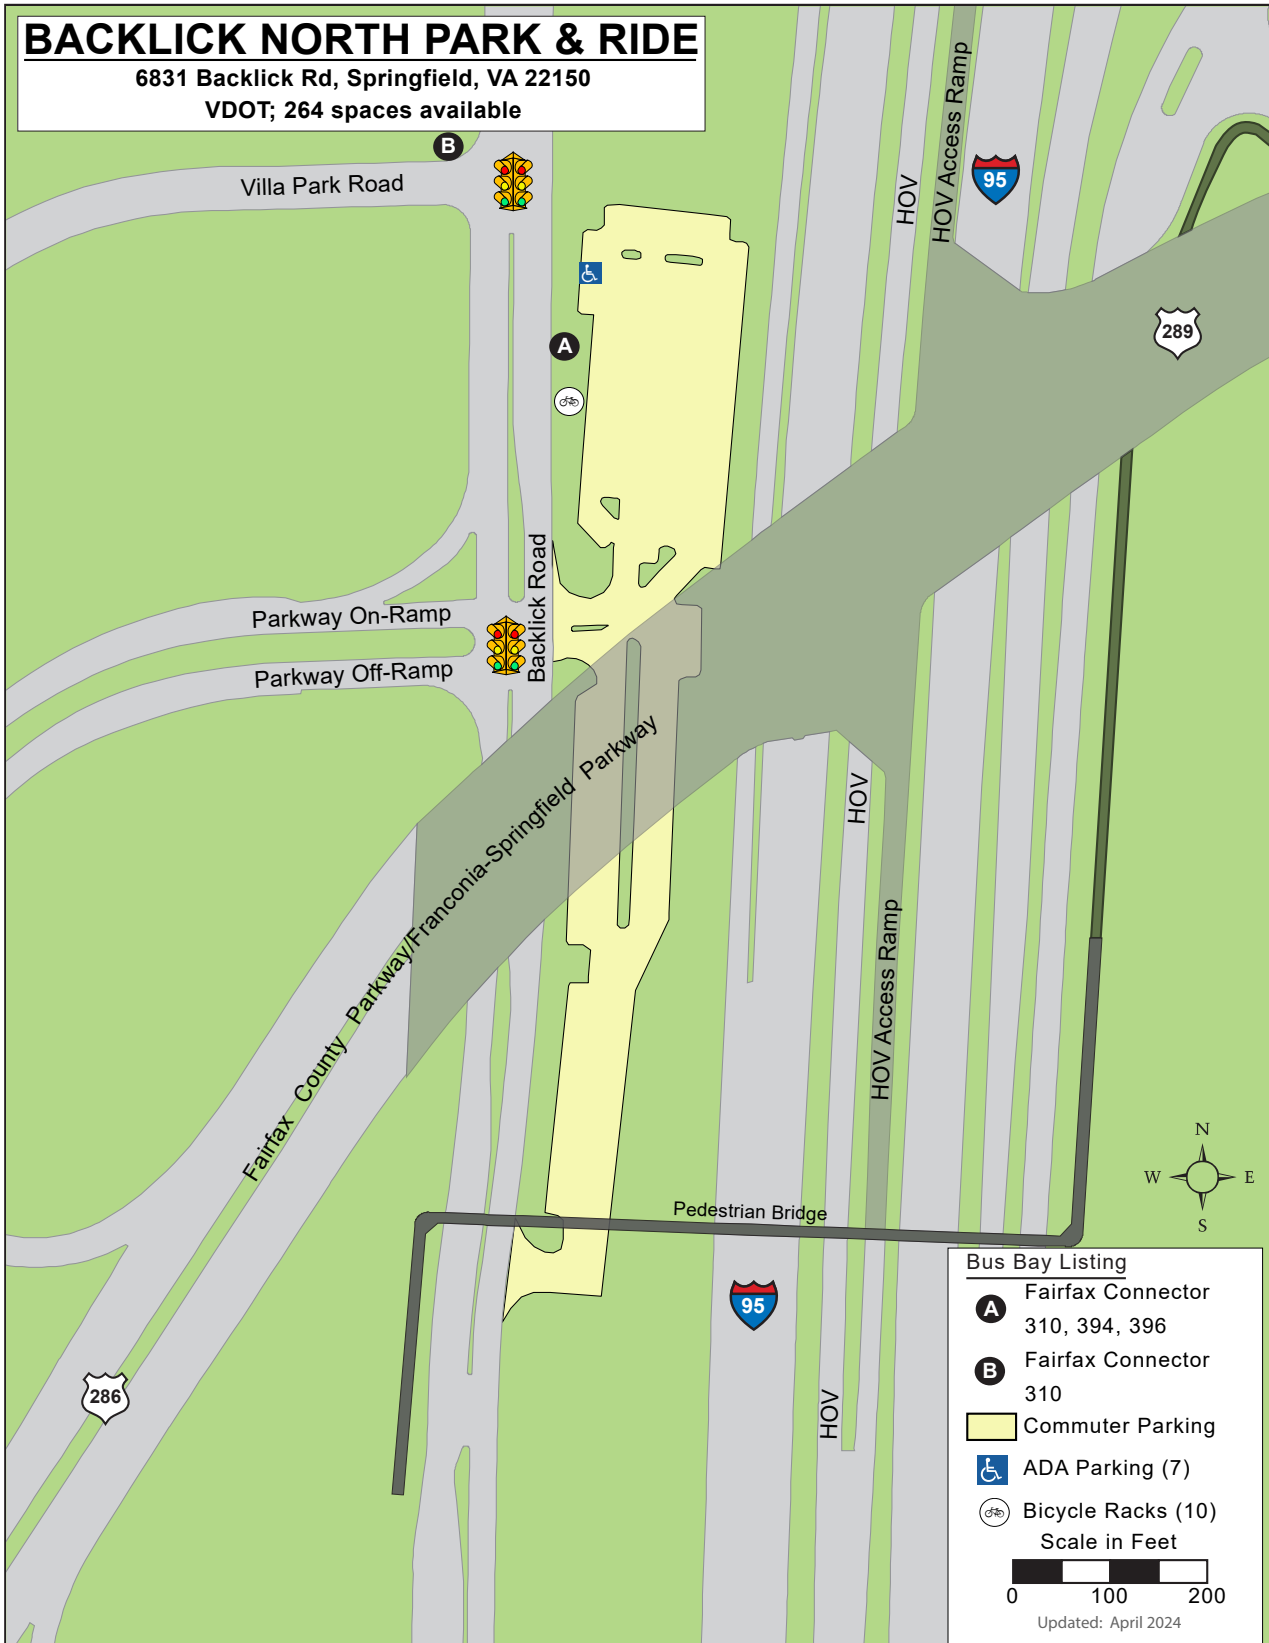 BACKLICK NORTH PARK & RIDE
6831 Backlick Rd, Springfield, VA 22150
VDOT; 264 spaces available
B
Villa Park Road
HOV
HOV Access Ramp
95
289
A
Backlick Road
Parkway On-Ramp
Parkway Off-Ramp
Fairfax County Parkway/Franconia-Springfield Parkway
HOV
HOV Access Ramp
N
W E
S
Pedestrian Bridge
95
HOV
286
Bus Bay Listing
A Fairfax Connector
310, 394, 396
B Fairfax Connector
310
Commuter Parking
ADA Parking (7)
Bicycle Racks (10)
Scale in Feet
0 100 200
Updated: April 2024